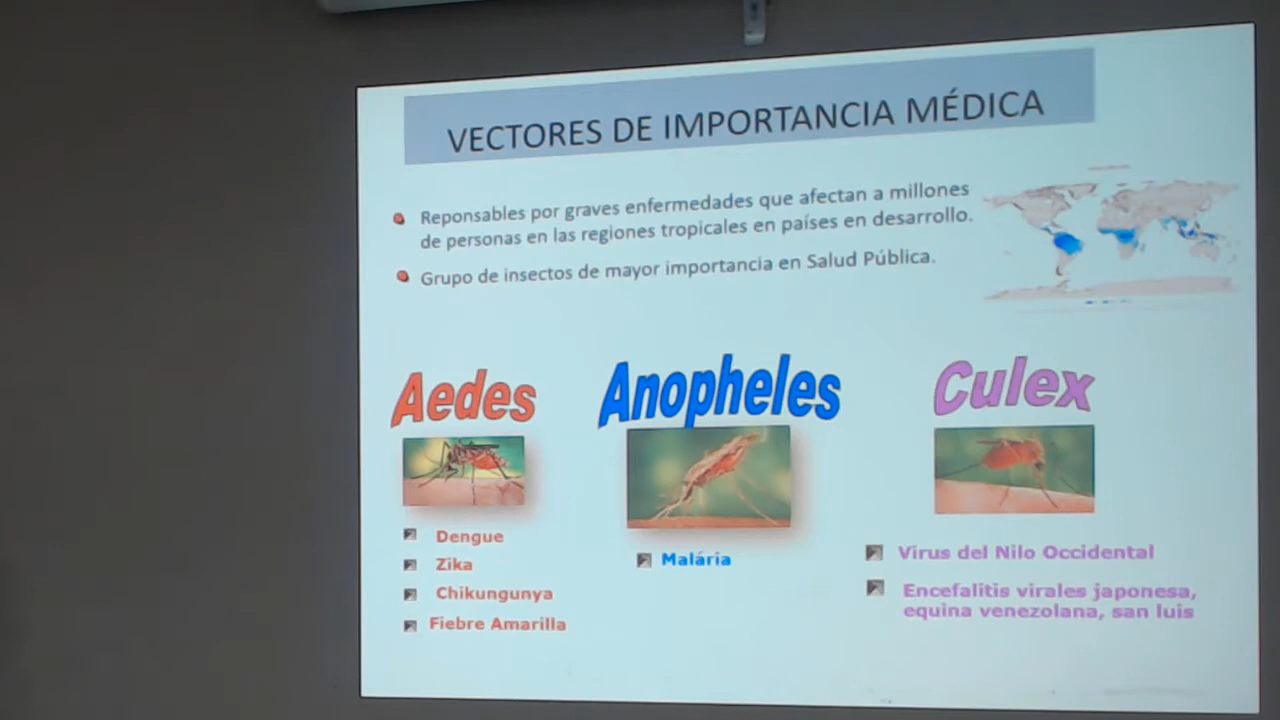 VECTORES DE IMPORTANCIA MÉDICA
Reponsables por graves enfermedades que afectan a millones
de personas en las regiones tropicales en países en desarrollo.
Grupo de insectos de mayor importancia en Salud Pública.
Aedes
Dengue
Zika
Chikungunya
Fiebre Amarilla
Anopheles
Malária
Culex
Virus del Nilo Occidental
Encefalitis virales japonesa,
equina venezolana, san luis